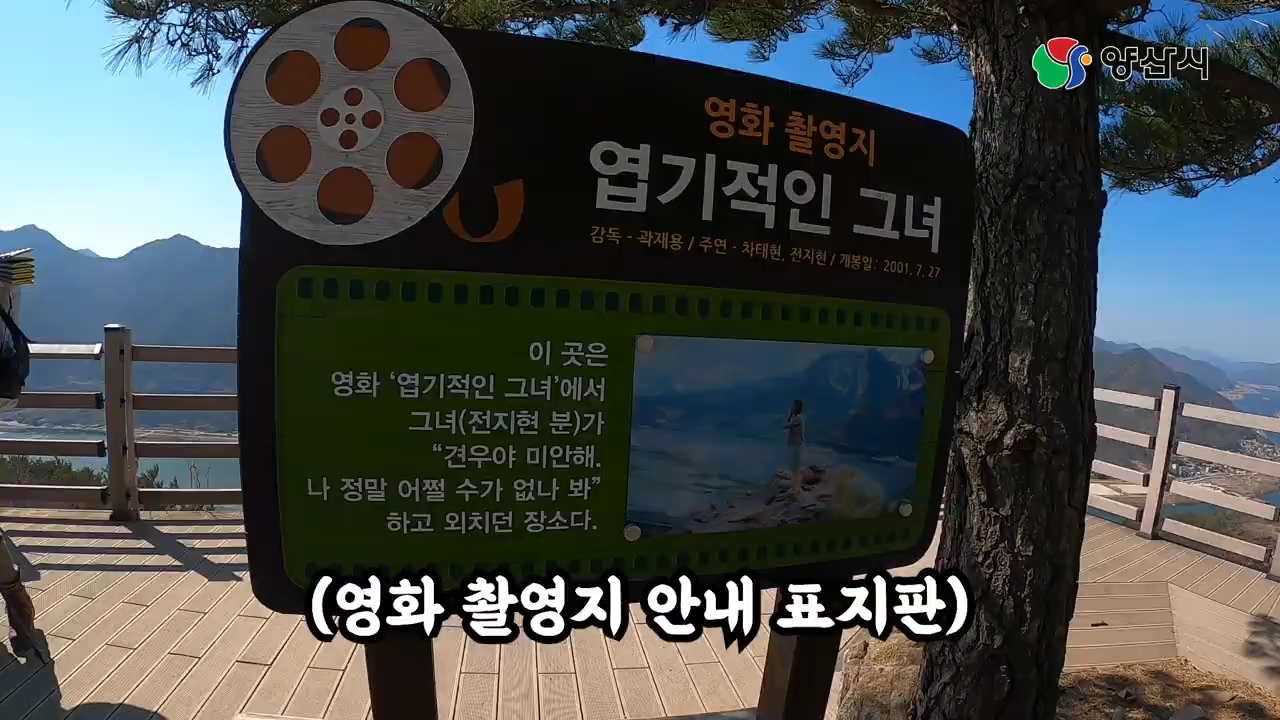 양산시
영화 촬영지
엽기적인 그녀
감독 - 곽재용 / 주연 - 차태현, 전지현 / 개봉일: 2001. 7. 27
이 곳은
영화 ‘엽기적인 그녀’에서
그녀(전지현 분)가
“견우야 미안해.
나 정말 어쩔 수가 없나 봐”
하고 외치던 장소다.
(영화 촬영지 안내 표지판)